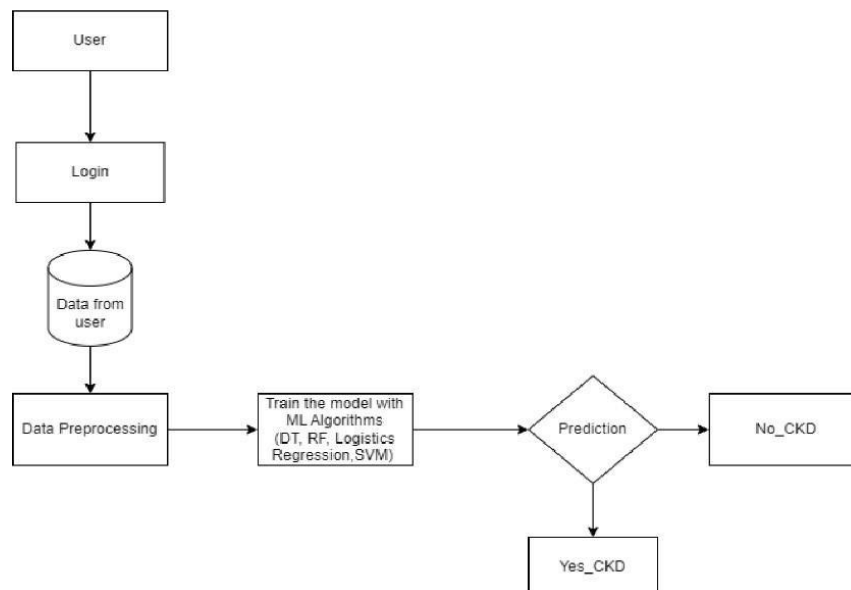 User
Login
Data from
user
Data Preprocessing
Train the model with
ML Algorithms
(DT, RF, Logistics
Regression,SVM)
Prediction
No_CKD
Yes_CKD